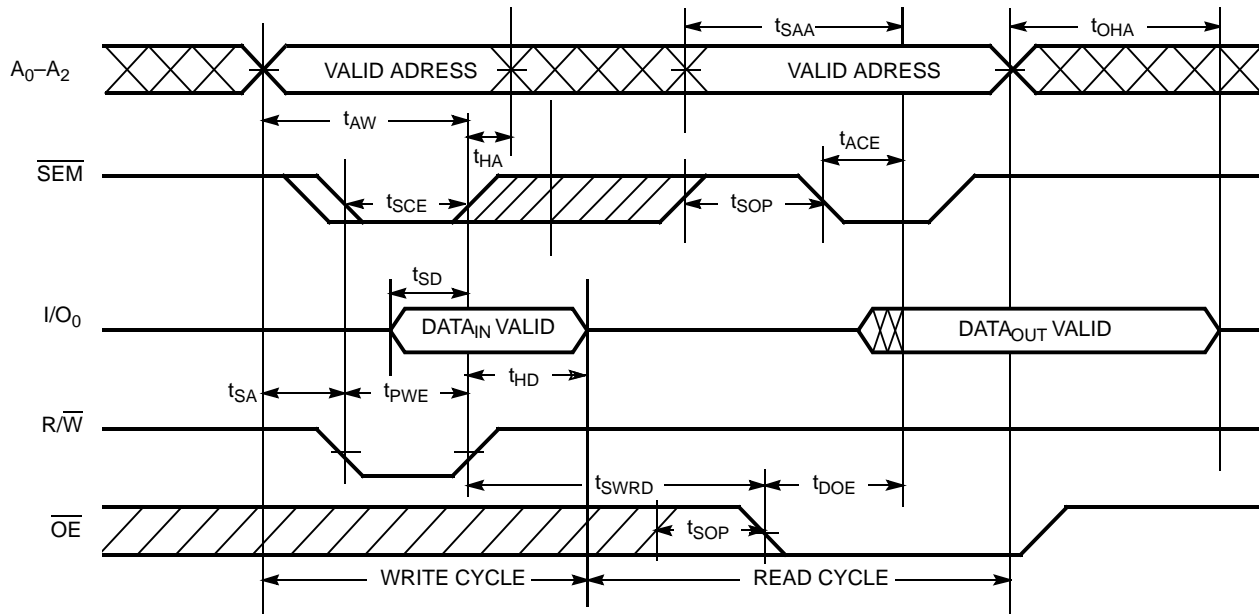 tSAA
tOHA
A0–A2
VALID ADRESS
VALID ADRESS
tAW
tHA
tACE
SEM
tSCE
tSOP
tSD
I/O0
DATAIN VALID
DATAOUT VALID
tSA
tPWE
tHD
R/W
tSWRD
tDOE
OE
tSOP
WRITE CYCLE
READ CYCLE